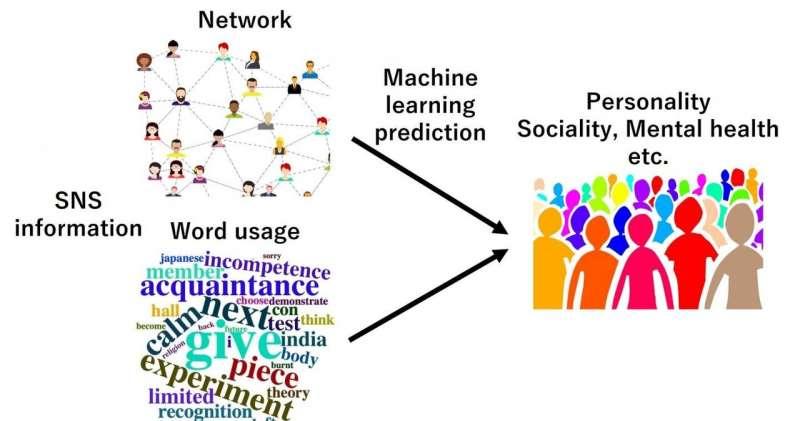 Network
Machine
learning
prediction
Personality
Sociality, Mental health
etc.
SNS
information
Word usage
japanese
sorry
incompetence
member
acquaintance
choose
demonstrate
hall
next
con
calm
test
think
become
back
future
i
india
religion
give
body
burnt
piece
experiment
theory
limited
recognition